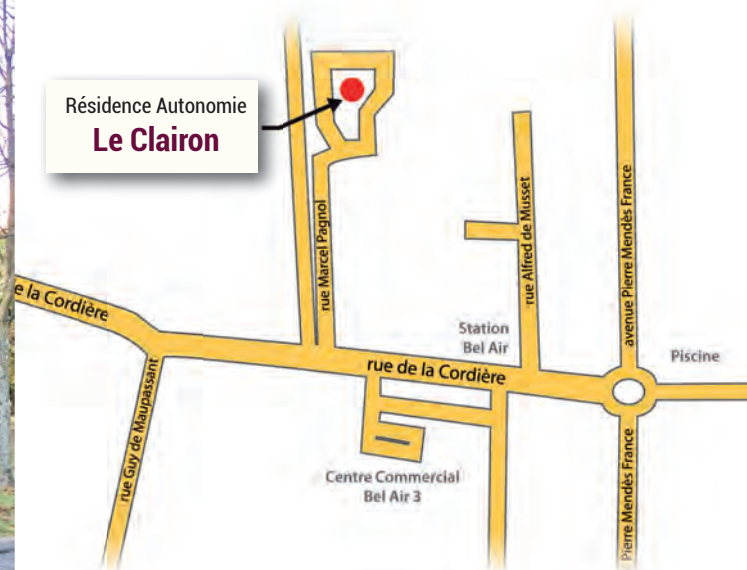 Résidence Autonomie
Le Clairon
rue Marcel Pagnol
rue Alfred de Musset
avenue Pierre Mendès France
e la Cordière
Station
Bel Air
rue de la Cordière
Piscine
rue Guy de Maupassant
Centre Commercial
Bel Air 3
Pierre Mendès France